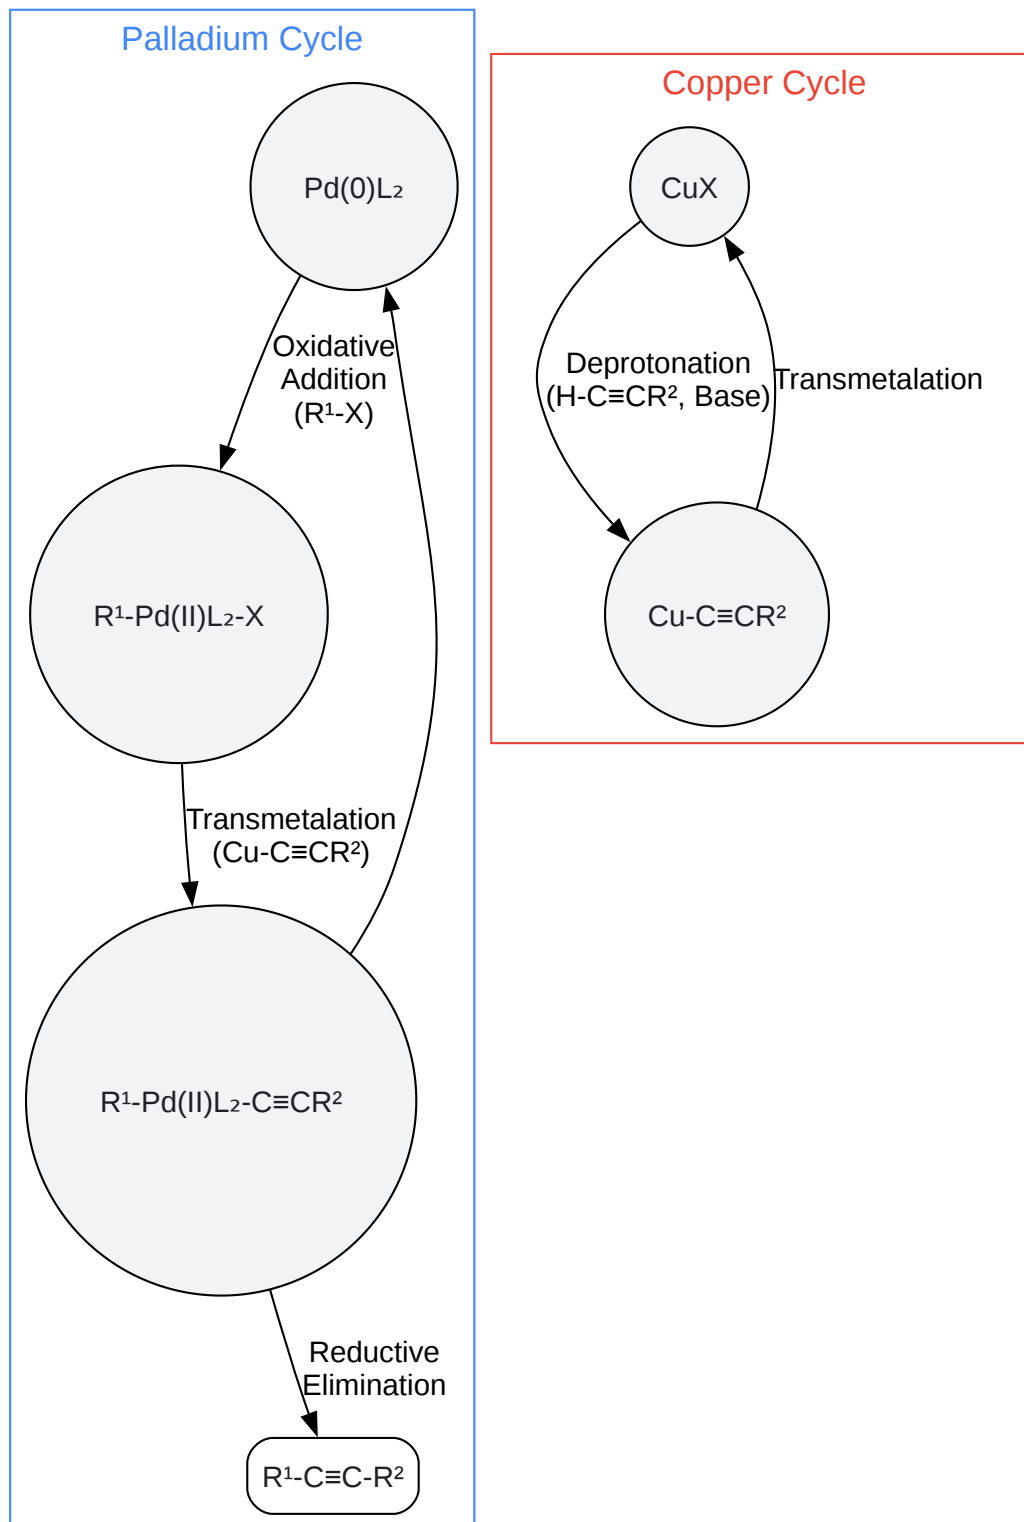 Palladium Cycle
Pd(0)L₂
Oxidative
Addition
(R¹-X)
R¹-Pd(II)L₂-X
Transmetalation
(Cu-C≡CR²)
R¹-Pd(II)L₂-C≡CR²
Reductive
Elimination
R¹-C≡C-R²
Copper Cycle
CuX
Deprotonation
(H-C≡CR², Base)
Transmetalation
Cu-C≡CR²